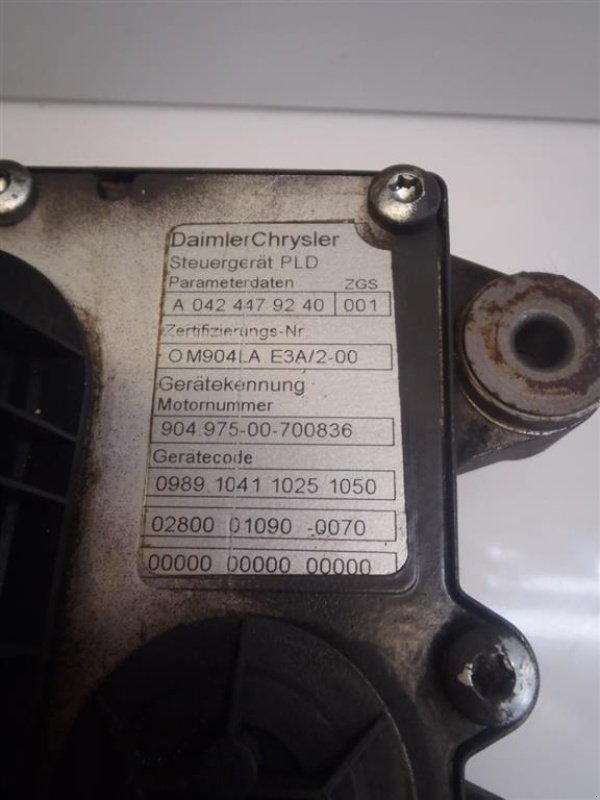 DaimlerChrysler
Steuergerät PLD
Parameterdaten ZGS
A 042 447 92 40 001
Zertifizierungs-Nr
OM904LA E3A/2-00
Gerätekennung
Motornummer
904.975-00-700836
Gerätecode
0989 1041 1025 1050
02800 01090 -0070
00000 00000 00000